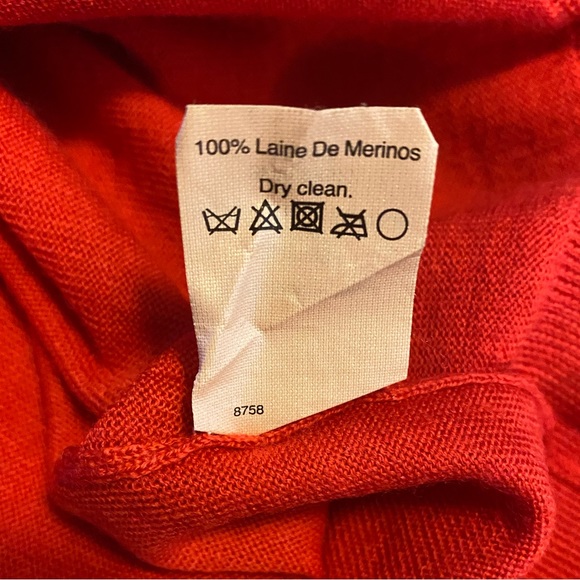 100% Laine De Merinos
Dry clean.
8758